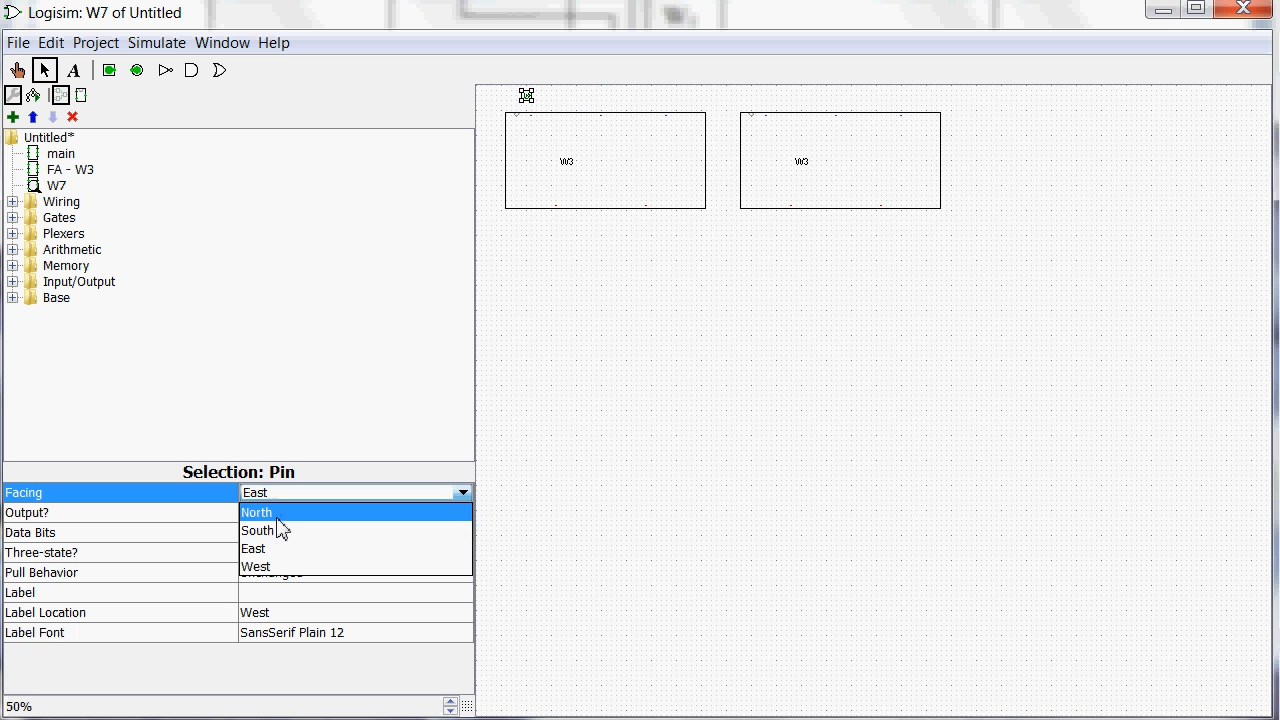 Logisim: W7 of Untitled
File Edit Project Simulate Window Help
A
Untitled*
main
FA - W3
W7
Wiring
Gates
Plexers
Arithmetic
Memory
Input/Output
Base
W3
W3
Selection: Pin
Facing East
Output? North
South
Data Bits
Three-state? East
Pull Behavior West
Label
Label Location West
Label Font SansSerif Plain 12
50%